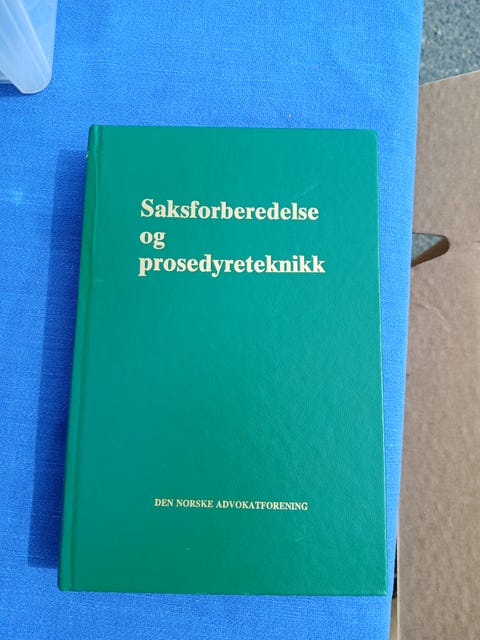 Saksforberedelse
og
prosedyreteknikk
DEN NORSKE ADVOKATFORENING